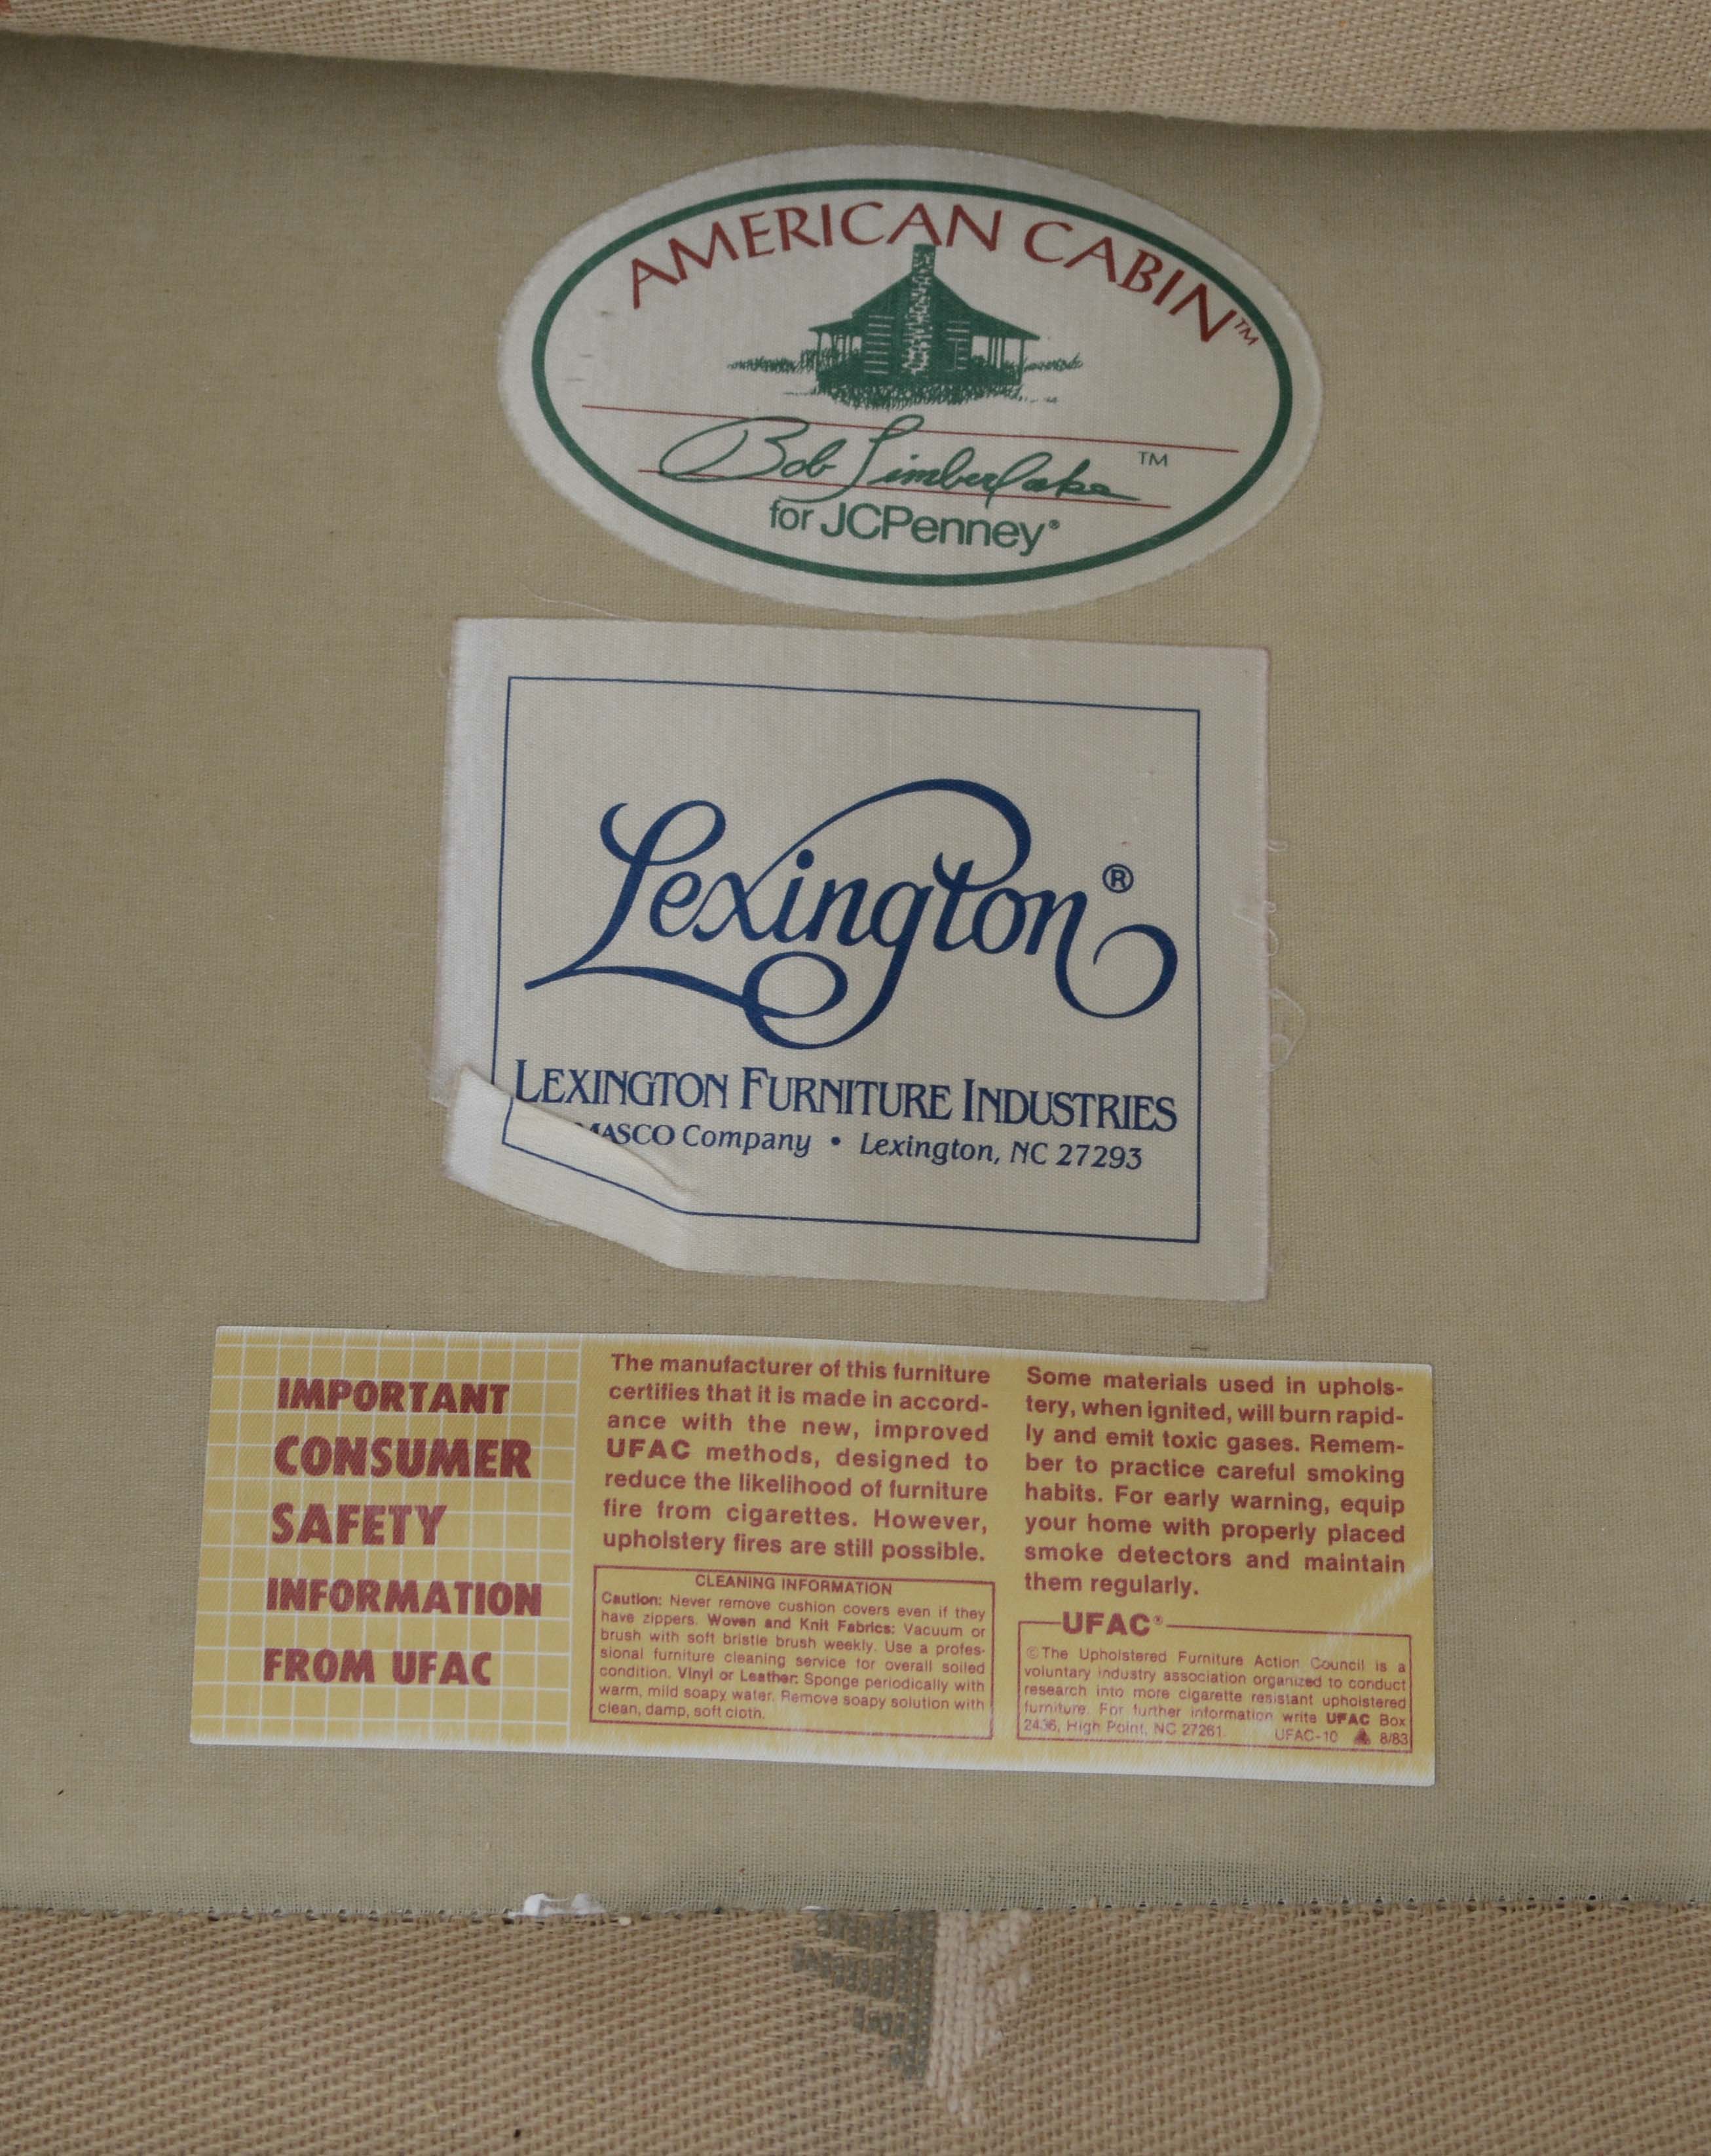 AMERICAN CABIN™
Bob Timberlake™
for JCPenney®
Lexington®
LEXINGTON FURNITURE INDUSTRIES
MASCO Company • Lexington, NC 27293
IMPORTANT
CONSUMER
SAFETY
INFORMATION
FROM UFAC
The manufacturer of this furniture
certifies that it is made in accord-
ance with the new, improved
UFAC methods, designed to
reduce the likelihood of furniture
fire from cigarettes. However,
upholstery fires are still possible.
CLEANING INFORMATION
Caution: Never remove cushion covers even if they
have zippers. Woven and Knit Fabrics: Vacuum or
brush with soft bristle brush weekly. Use a profes-
sional furniture cleaning service for overall soiled
condition. Vinyl or Leather: Sponge periodically with
warm, mild soapy water. Remove soapy solution with
clean, damp, soft cloth.
Some materials used in uphols-
tery, when ignited, will burn rapid-
ly and emit toxic gases. Remem-
ber to practice careful smoking
habits. For early warning, equip
your home with properly placed
smoke detectors and maintain
them regularly.
UFAC®
©The Upholstered Furniture Action Council is a
voluntary industry association organized to conduct
research into more cigarette resistant upholstered
furniture. For further information write UFAC Box
2436, High Point, NC 27261. UFAC-10 8/83